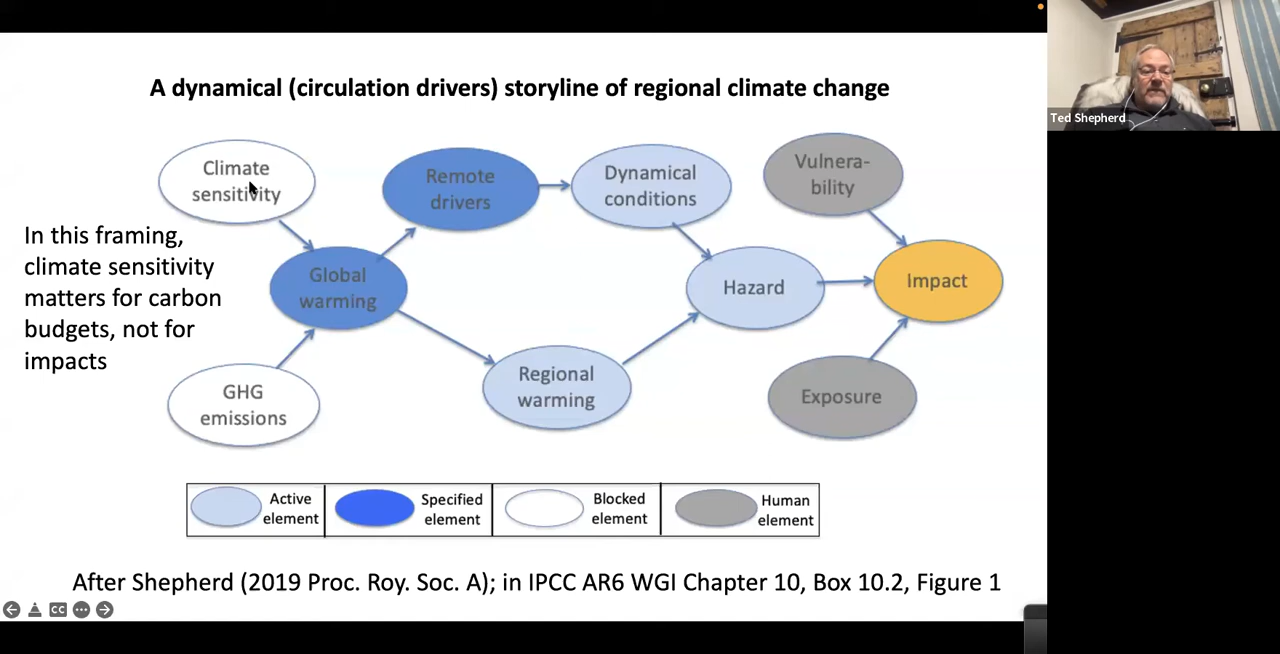 A dynamical (circulation drivers) storyline of regional climate change
Climate
sensitivity
Remote
drivers
Dynamical
conditions
Vulnera-
bility
In this framing,
climate sensitivity
matters for carbon
budgets, not for
impacts
Global
warming
Hazard
Impact
GHG
emissions
Regional
warming
Exposure
Active
element
Specified
element
Blocked
element
Human
element
After Shepherd (2019 Proc. Roy. Soc. A); in IPCC AR6 WGI Chapter 10, Box 10.2, Figure 1
CC
Ted Shepherd